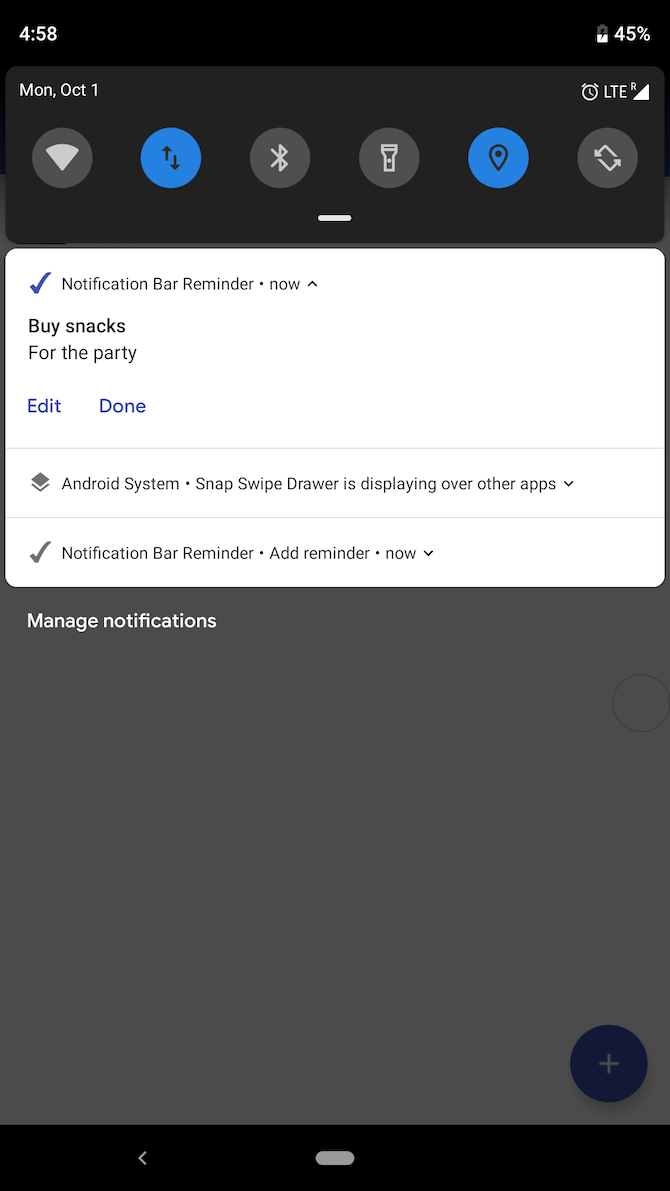 4:58 45%
Mon, Oct 1 LTE R
Notification Bar Reminder • now
Buy snacks
For the party
Edit Done
Android System • Snap Swipe Drawer is displaying over other apps
Notification Bar Reminder • Add reminder • now
Manage notifications